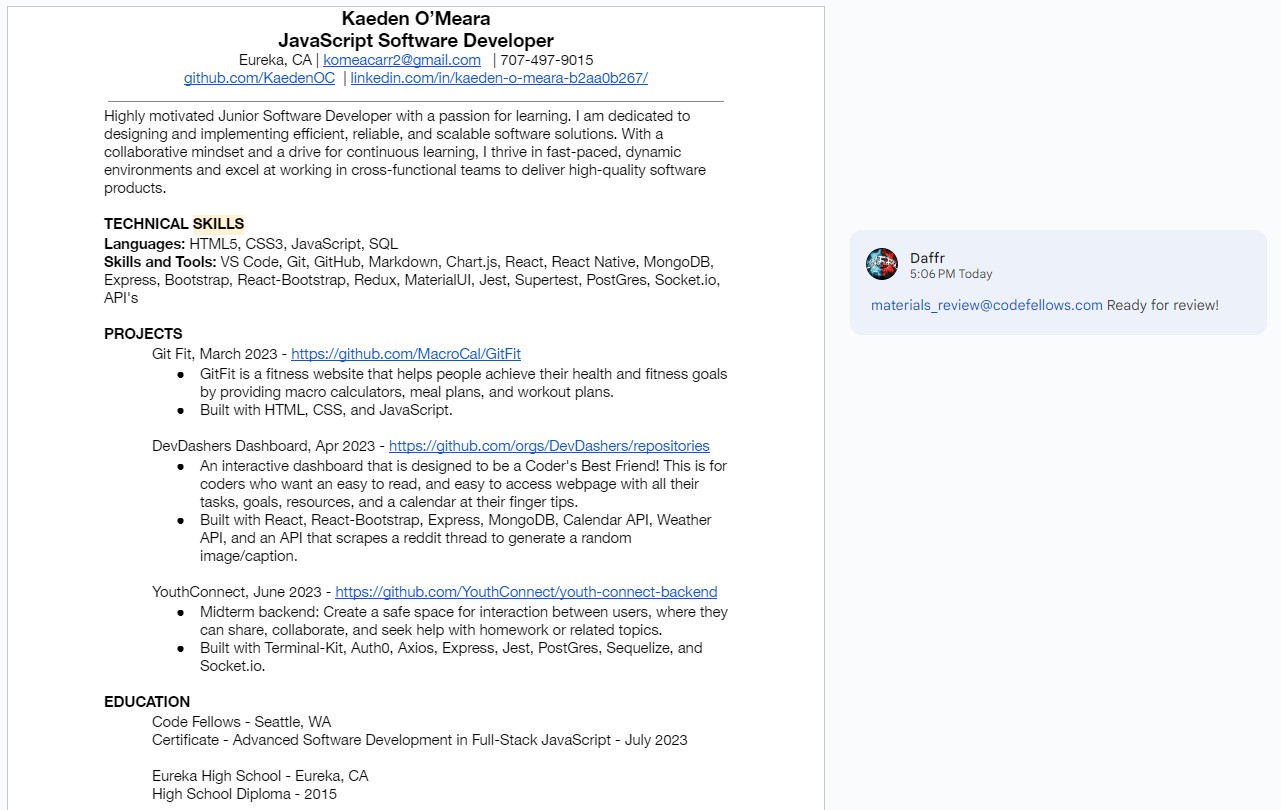 Kaeden O’Meara
JavaScript Software Developer
Eureka, CA | komeacarr2@gmail.com | 707-497-9015
github.com/KaedenOC | linkedin.com/in/kaeden-o-meara-b2aa0b267/
Highly motivated Junior Software Developer with a passion for learning. I am dedicated to
designing and implementing efficient, reliable, and scalable software solutions. With a
collaborative mindset and a drive for continuous learning, I thrive in fast-paced, dynamic
environments and excel at working in cross-functional teams to deliver high-quality software
products.
TECHNICAL SKILLS
Languages: HTML5, CSS3, JavaScript, SQL
Skills and Tools: VS Code, Git, GitHub, Markdown, Chart.js, React, React Native, MongoDB,
Express, Bootstrap, React-Bootstrap, Redux, MaterialUI, Jest, Supertest, PostGres, Socket.io,
API's
Daffr
5:06 PM Today
materials_review@codefellows.com Ready for review!
PROJECTS
Git Fit, March 2023 - https://github.com/MacroCal/GitFit
● GitFit is a fitness website that helps people achieve their health and fitness goals
by providing macro calculators, meal plans, and workout plans.
● Built with HTML, CSS, and JavaScript.
DevDashers Dashboard, Apr 2023 - https://github.com/orgs/DevDashers/repositories
● An interactive dashboard that is designed to be a Coder's Best Friend! This is for
coders who want an easy to read, and easy to access webpage with all their
tasks, goals, resources, and a calendar at their finger tips.
● Built with React, React-Bootstrap, Express, MongoDB, Calendar API, Weather
API, and an API that scrapes a reddit thread to generate a random
image/caption.
YouthConnect, June 2023 - https://github.com/YouthConnect/youth-connect-backend
● Midterm backend: Create a safe space for interaction between users, where they
can share, collaborate, and seek help with homework or related topics.
● Built with Terminal-Kit, Auth0, Axios, Express, Jest, PostGres, Sequelize, and
Socket.io.
EDUCATION
Code Fellows - Seattle, WA
Certificate - Advanced Software Development in Full-Stack JavaScript - July 2023
Eureka High School - Eureka, CA
High School Diploma - 2015